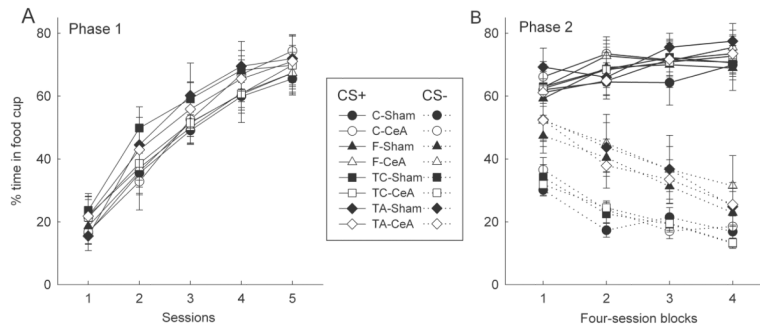 A
Phase 1
% time in food cup
80
60
40
20
0
1 2 3 4 5
Sessions
CS+ CS-
C-Sham
C-CeA
F-Sham
F-CeA
TC-Sham
TC-CeA
TA-Sham
TA-CeA
B
Phase 2
80
60
40
20
0
1 2 3 4
Four-session blocks